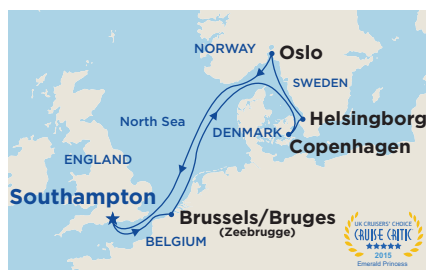 NORWAY
Oslo
SWEDEN
North Sea
Helsingborg
DENMARK
Copenhagen
ENGLAND
Southampton
Brussels/Bruges
(Zeebrugge)
BELGIUM
UK CRUISERS' CHOICE
CRUISE CRITIC
2015
Emerald Princess